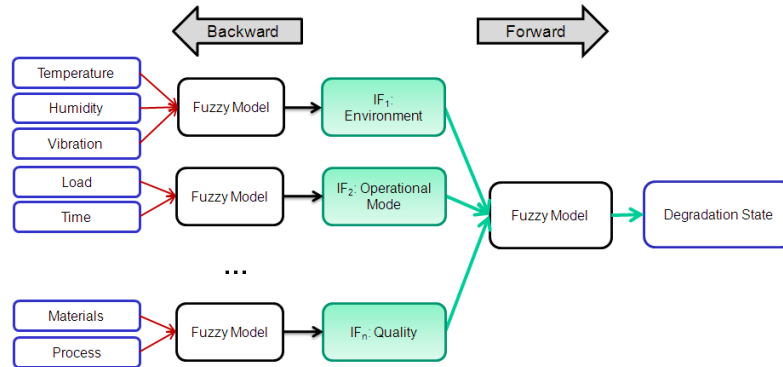 Backward
Forward
Temperature
Humidity
Vibration
Fuzzy Model
IF₁:
Environment
Load
Time
Fuzzy Model
IF₂: Operational
Mode
Fuzzy Model
Degradation State
...
Materials
Process
Fuzzy Model
IFₙ: Quality